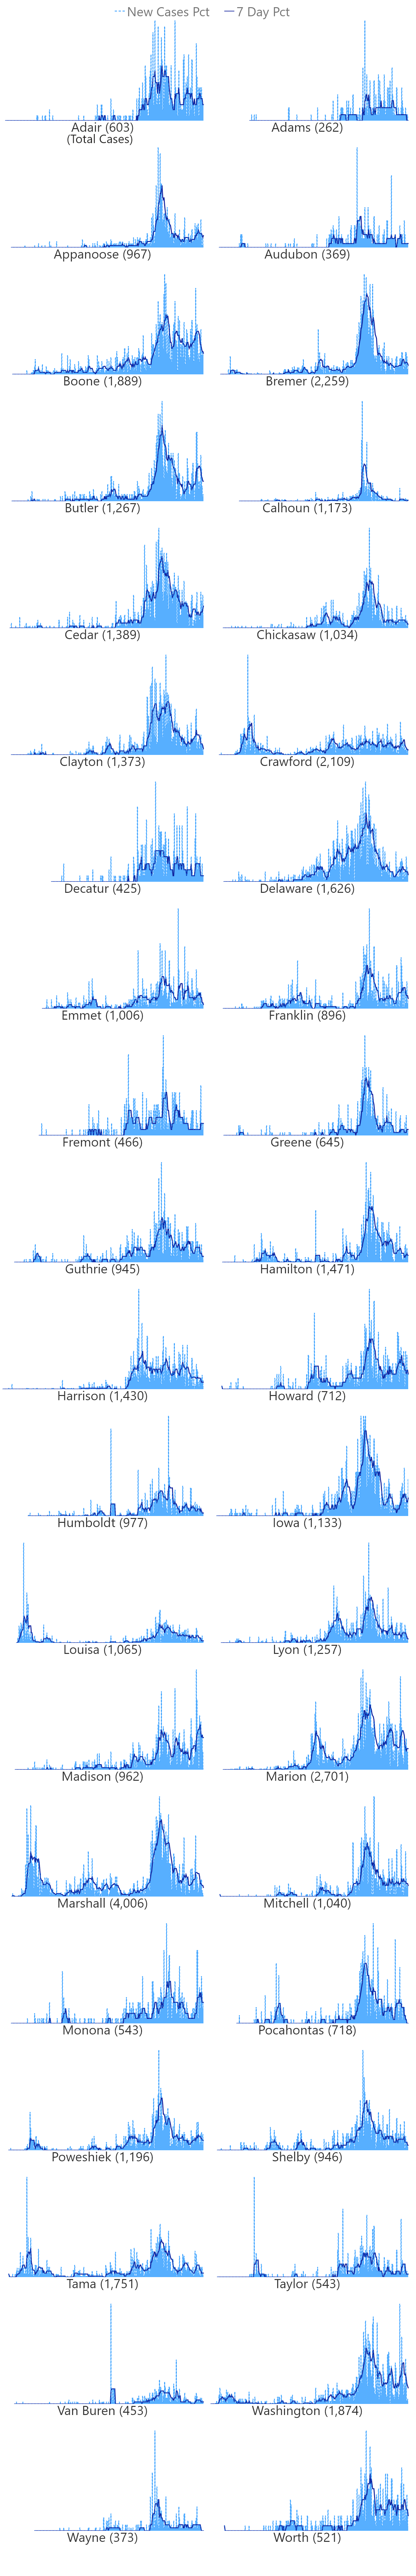 New Cases Pct 7 Day Pct
Adair (603) Adams (262)
(Total Cases)
Appanoose (967) Audubon (369)
Boone (1,889) Bremer (2,259)
Butler (1,267) Calhoun (1,173)
Cedar (1,389) Chickasaw (1,034)
Clayton (1,373) Crawford (2,109)
Decatur (425) Delaware (1,626)
Emmet (1,006) Franklin (896)
Fremont (466) Greene (645)
Guthrie (945) Hamilton (1,471)
Harrison (1,430) Howard (712)
Humboldt (977) Iowa (1,133)
Louisa (1,065) Lyon (1,257)
Madison (962) Marion (2,701)
Marshall (4,006) Mitchell (1,040)
Monona (543) Pocahontas (718)
Poweshiek (1,196) Shelby (946)
Tama (1,751) Taylor (543)
Van Buren (453) Washington (1,874)
Wayne (373) Worth (521)